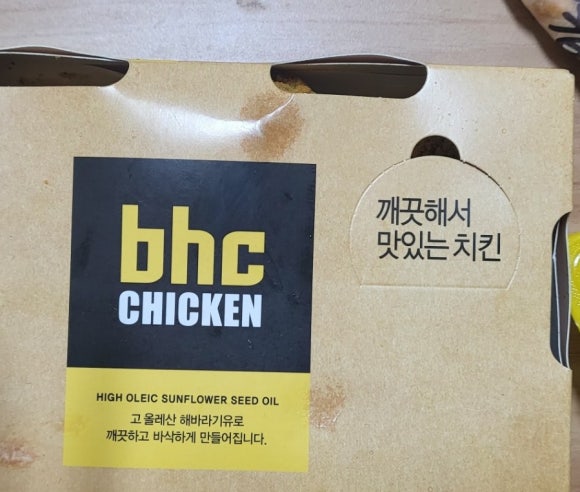 깨끗해서
맛있는 치킨
bhc
CHICKEN
HIGH OLEIC SUNFLOWER SEED OIL
고 올레산 해바라기유로
깨끗하고 바삭하게 만들어집니다.